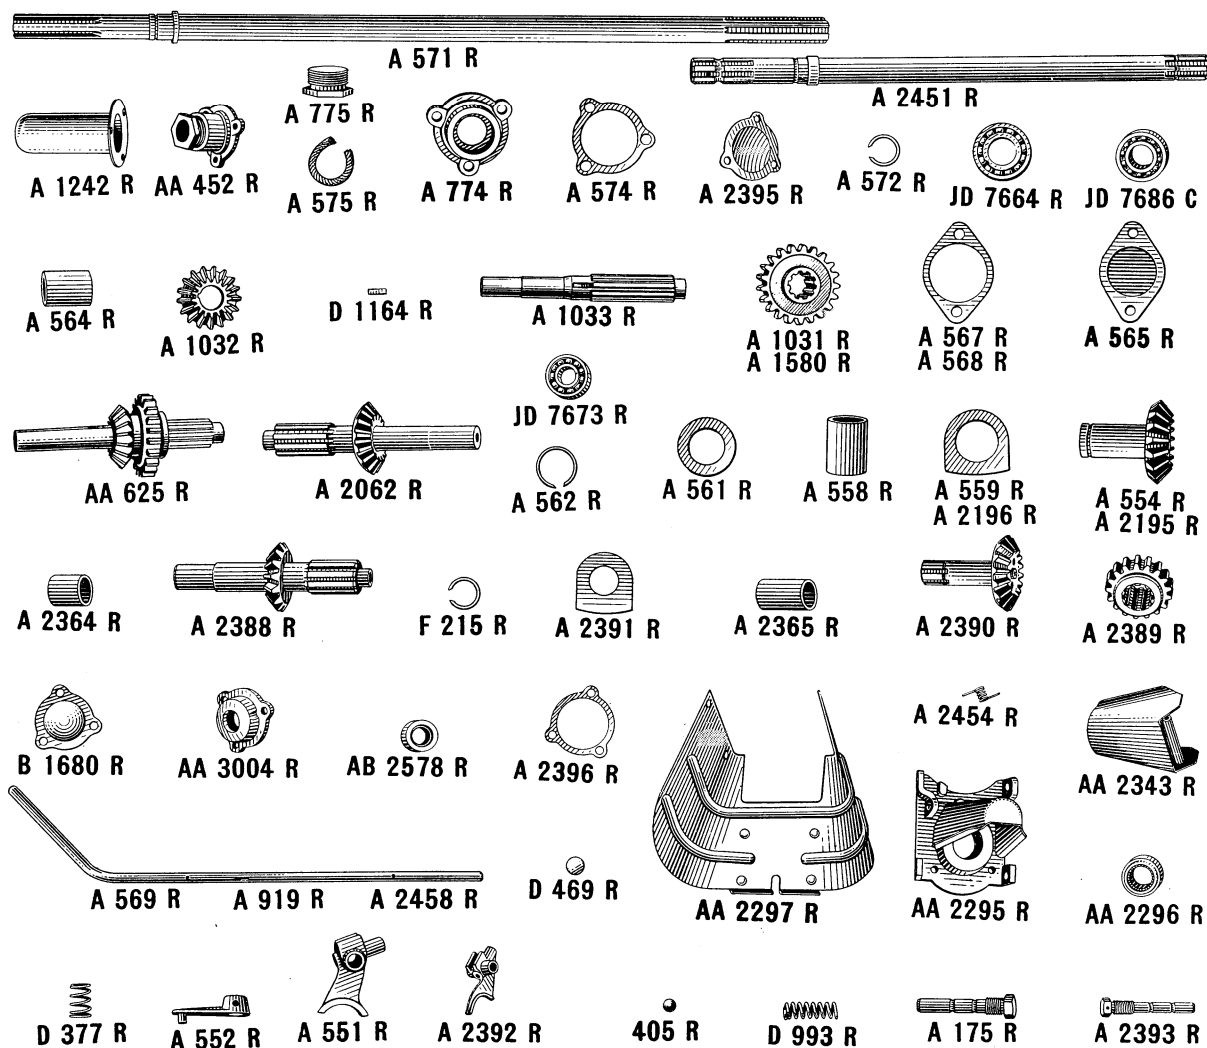 A 571 R
A 2451 R
A 775 R
A 1242 R
AA 452 R
A 575 R
A 774 R
A 574 R
A 2395 R
A 572 R
JD 7664 R
JD 7686 C
A 564 R
A 1032 R
D 1164 R
A 1033 R
A 1031 R
A 1580 R
A 567 R
A 568 R
A 565 R
JD 7673 R
AA 625 R
A 2062 R
A 562 R
A 561 R
A 558 R
A 559 R
A 2196 R
A 554 R
A 2195 R
A 2364 R
A 2388 R
F 215 R
A 2391 R
A 2365 R
A 2390 R
A 2389 R
B 1680 R
AA 3004 R
AB 2578 R
A 2396 R
A 2454 R
AA 2343 R
A 569 R
A 919 R
A 2458 R
D 469 R
AA 2297 R
AA 2295 R
AA 2296 R
D 377 R
A 552 R
A 551 R
A 2392 R
405 R
D 993 R
A 175 R
A 2393 R